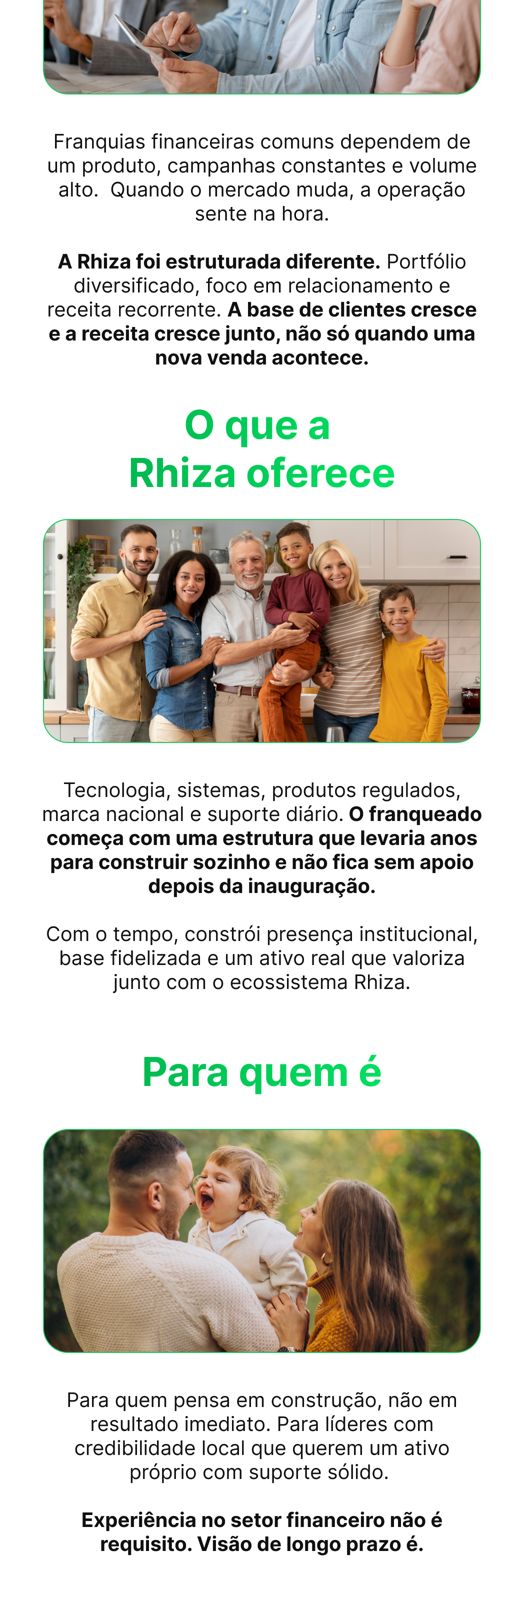 Franquias financeiras comuns dependem de
um produto, campanhas constantes e volume
alto.  Quando o mercado muda, a operação
sente na hora.
A Rhiza foi estruturada diferente. Portfólio
diversificado, foco em relacionamento e
receita recorrente. A base de clientes cresce
e a receita cresce junto, não só quando uma
nova venda acontece.
O que a
Rhiza oferece
Tecnologia, sistemas, produtos regulados,
marca nacional e suporte diário. O franqueado
começa com uma estrutura que levaria anos
para construir sozinho e não fica sem apoio
depois da inauguração.
Com o tempo, constrói presença institucional,
base fidelizada e um ativo real que valoriza
junto com o ecossistema Rhiza.
Para quem é
Para quem pensa em construção, não em
resultado imediato. Para líderes com
credibilidade local que querem um ativo
próprio com suporte sólido.
Experiência no setor financeiro não é
requisito. Visão de longo prazo é.